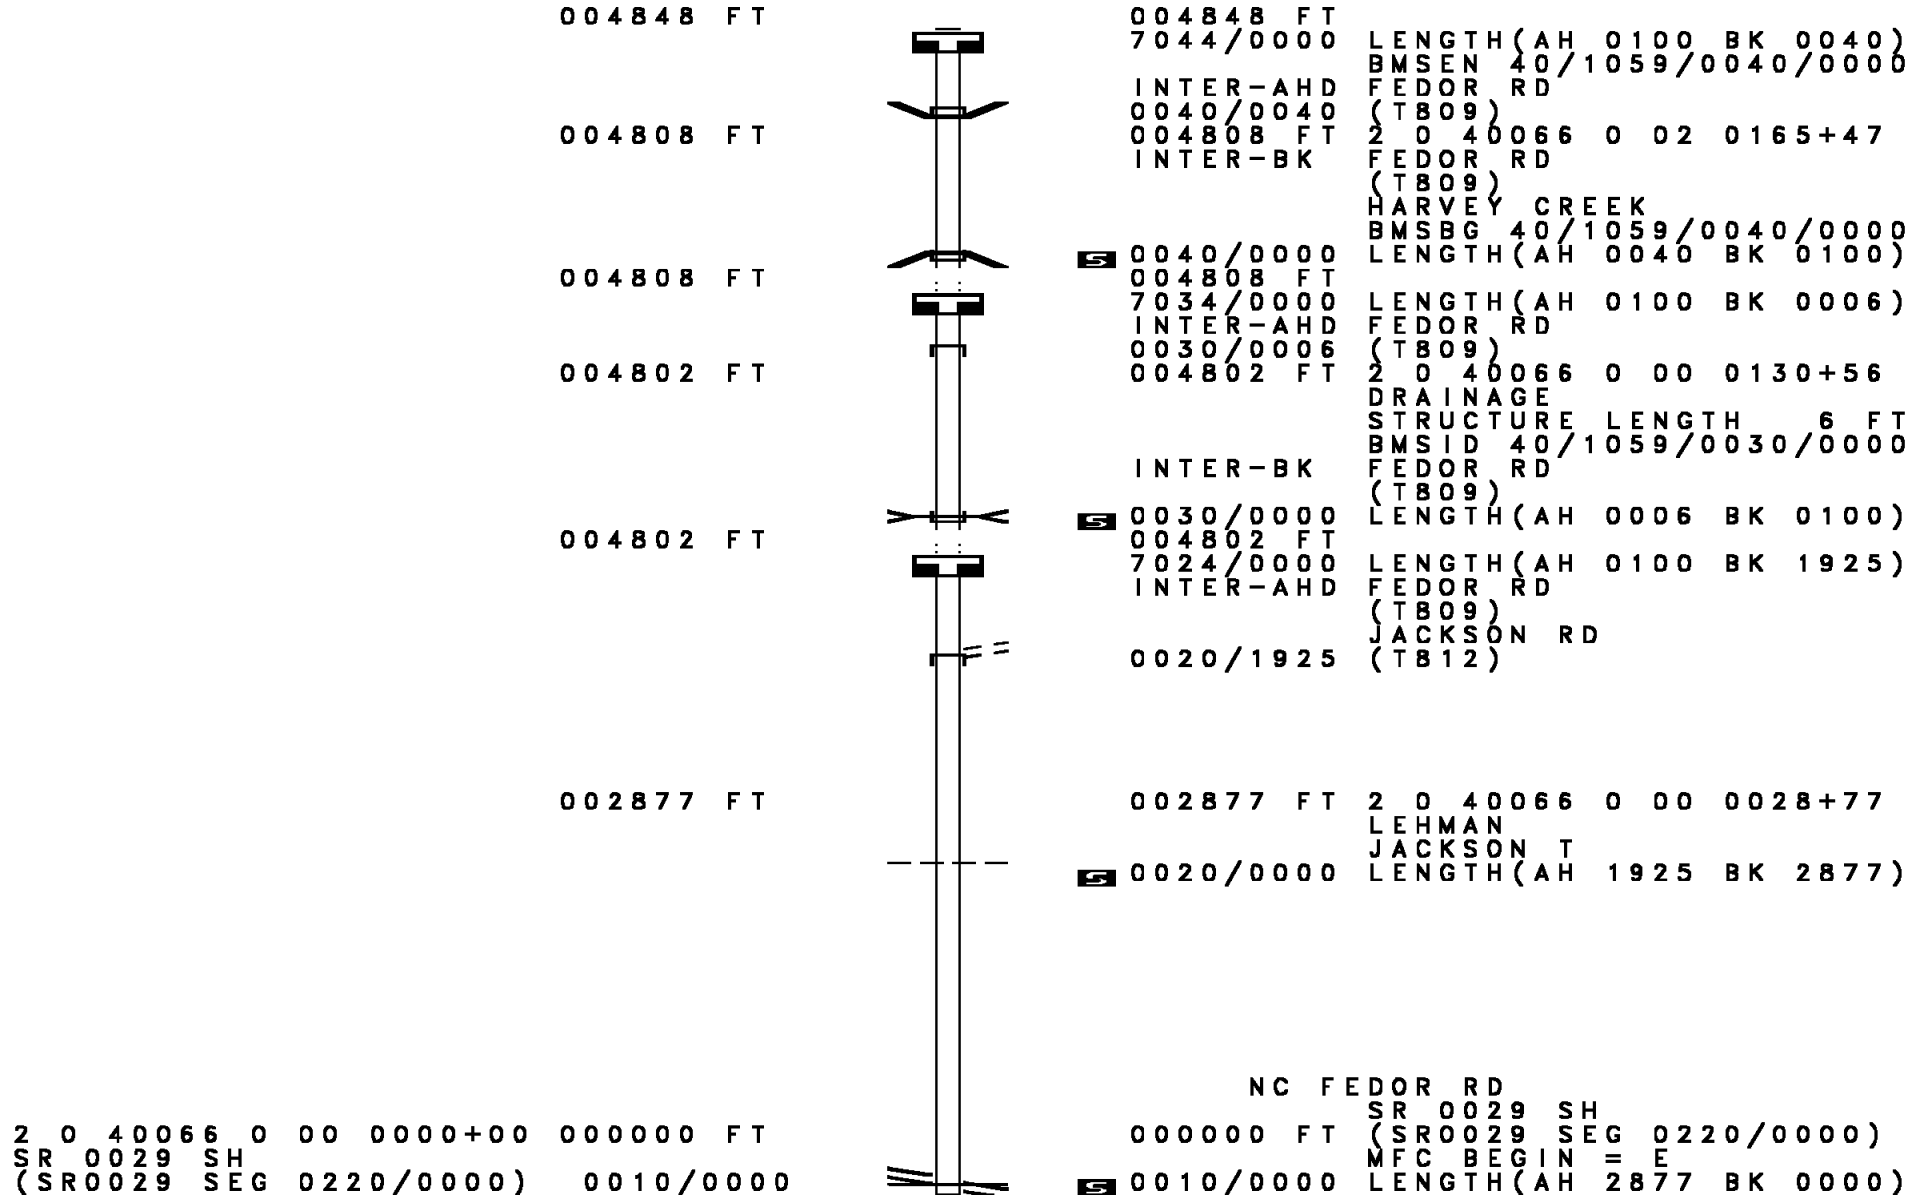 004848 FT 004848 FT
7044/0000 LENGTH(AH 0100 BK 0040)
BMSEN 40/1059/0040/0000
INTER-AHD FEDOR RD
0040/0040 (T809)
004808 FT 004808 FT 2 0 40066 0 02 0165+47
INTER-BK FEDOR RD
(T809)
HARVEY CREEK
BMSBG 40/1059/0040/0000
S 0040/0000 LENGTH(AH 0040 BK 0100)
004808 FT 004808 FT
7034/0000 LENGTH(AH 0100 BK 0006)
INTER-AHD FEDOR RD
0030/0006 (T809)
004802 FT 004802 FT 2 0 40066 0 00 0130+56
DRAINAGE
STRUCTURE LENGTH 6 FT
BMSID 40/1059/0030/0000
INTER-BK FEDOR RD
(T809)
S 0030/0000 LENGTH(AH 0006 BK 0100)
004802 FT 004802 FT
7024/0000 LENGTH(AH 0100 BK 1925)
INTER-AHD FEDOR RD
(T809)
JACKSON RD
0020/1925 (T812)
002877 FT 002877 FT 2 0 40066 0 00 0028+77
LEHMAN
JACKSON T
S 0020/0000 LENGTH(AH 1925 BK 2877)
NC FEDOR RD
SR 0029 SH
2 0 40066 0 00 0000+00 000000 FT 000000 FT (SR0029 SEG 0220/0000)
SR 0029 SH MFC BEGIN = E
(SR0029 SEG 0220/0000) 0010/0000 S 0010/0000 LENGTH(AH 2877 BK 0000)